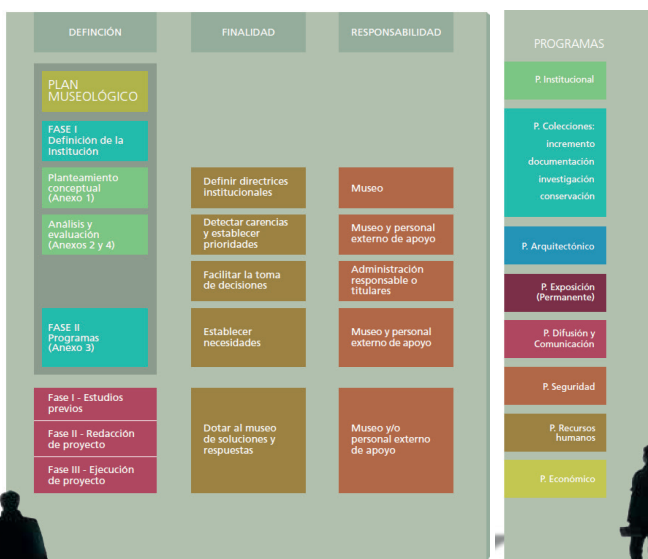 DEFINCIÓN
FINALIDAD
RESPONSABILIDAD
PLAN
MUSEOLÓGICO
FASE I
Definición de la
Institución
Planteamiento
conceptual
(Anexo 1)
Definir directrices
institucionales
Museo
Análisis y
evaluación
(Anexos 2 y 4)
Detectar carencias
y establecer
prioridades
Museo y personal
externo de apoyo
Facilitar la toma
de decisiones
Administración
responsable o
titulares
FASE II
Programas
(Anexo 3)
Establecer
necesidades
Museo y personal
externo de apoyo
Fase I - Estudios
previos
Fase II - Redacción
de proyecto
Fase III - Ejecución
de proyecto
Dotar al museo
de soluciones y
respuestas
Museo y/o
personal externo
de apoyo
PROGRAMAS
P. Institucional
P. Colecciones:
incremento
documentación
investigación
conservación
P. Arquitectónico
P. Exposición
(Permanente)
P. Difusión y
Comunicación
P. Seguridad
P. Recursos
humanos
P. Económico